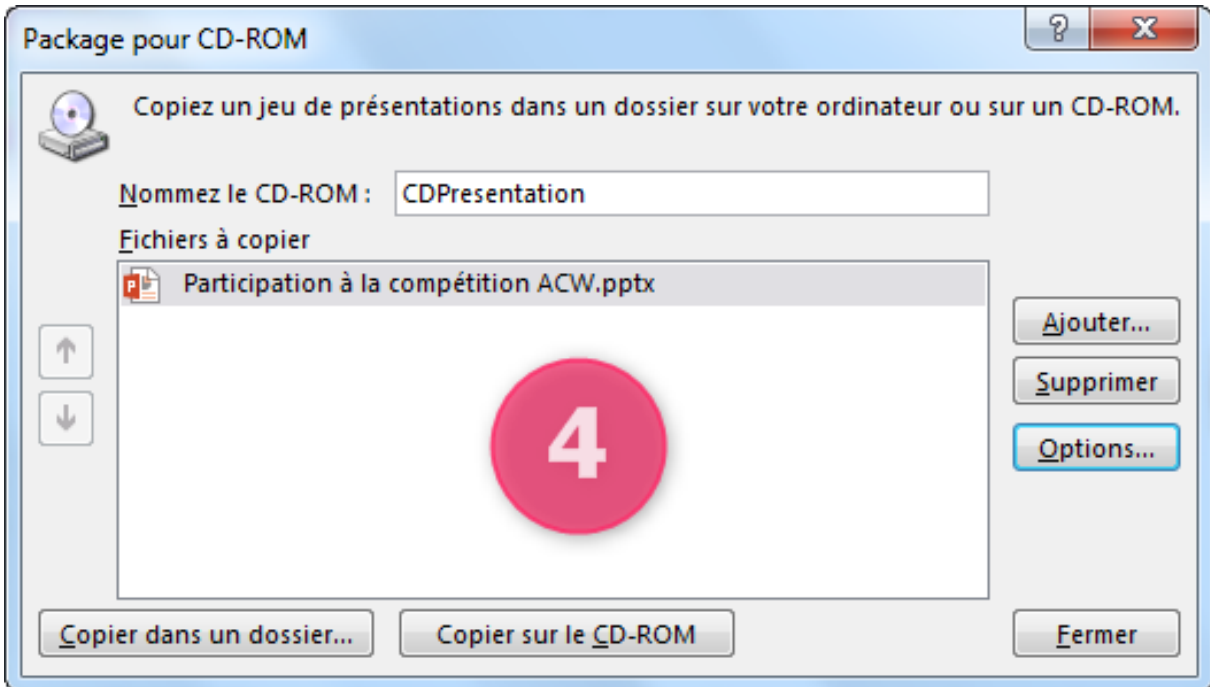 Package pour CD-ROM
Copiez un jeu de présentations dans un dossier sur votre ordinateur ou sur un CD-ROM.
Nommez le CD-ROM : CDPresentation
Fichiers à copier
Participation à la compétition ACW.pptx
Ajouter...
Supprimer
Options...
4
Copier dans un dossier... Copier sur le CD-ROM Fermer